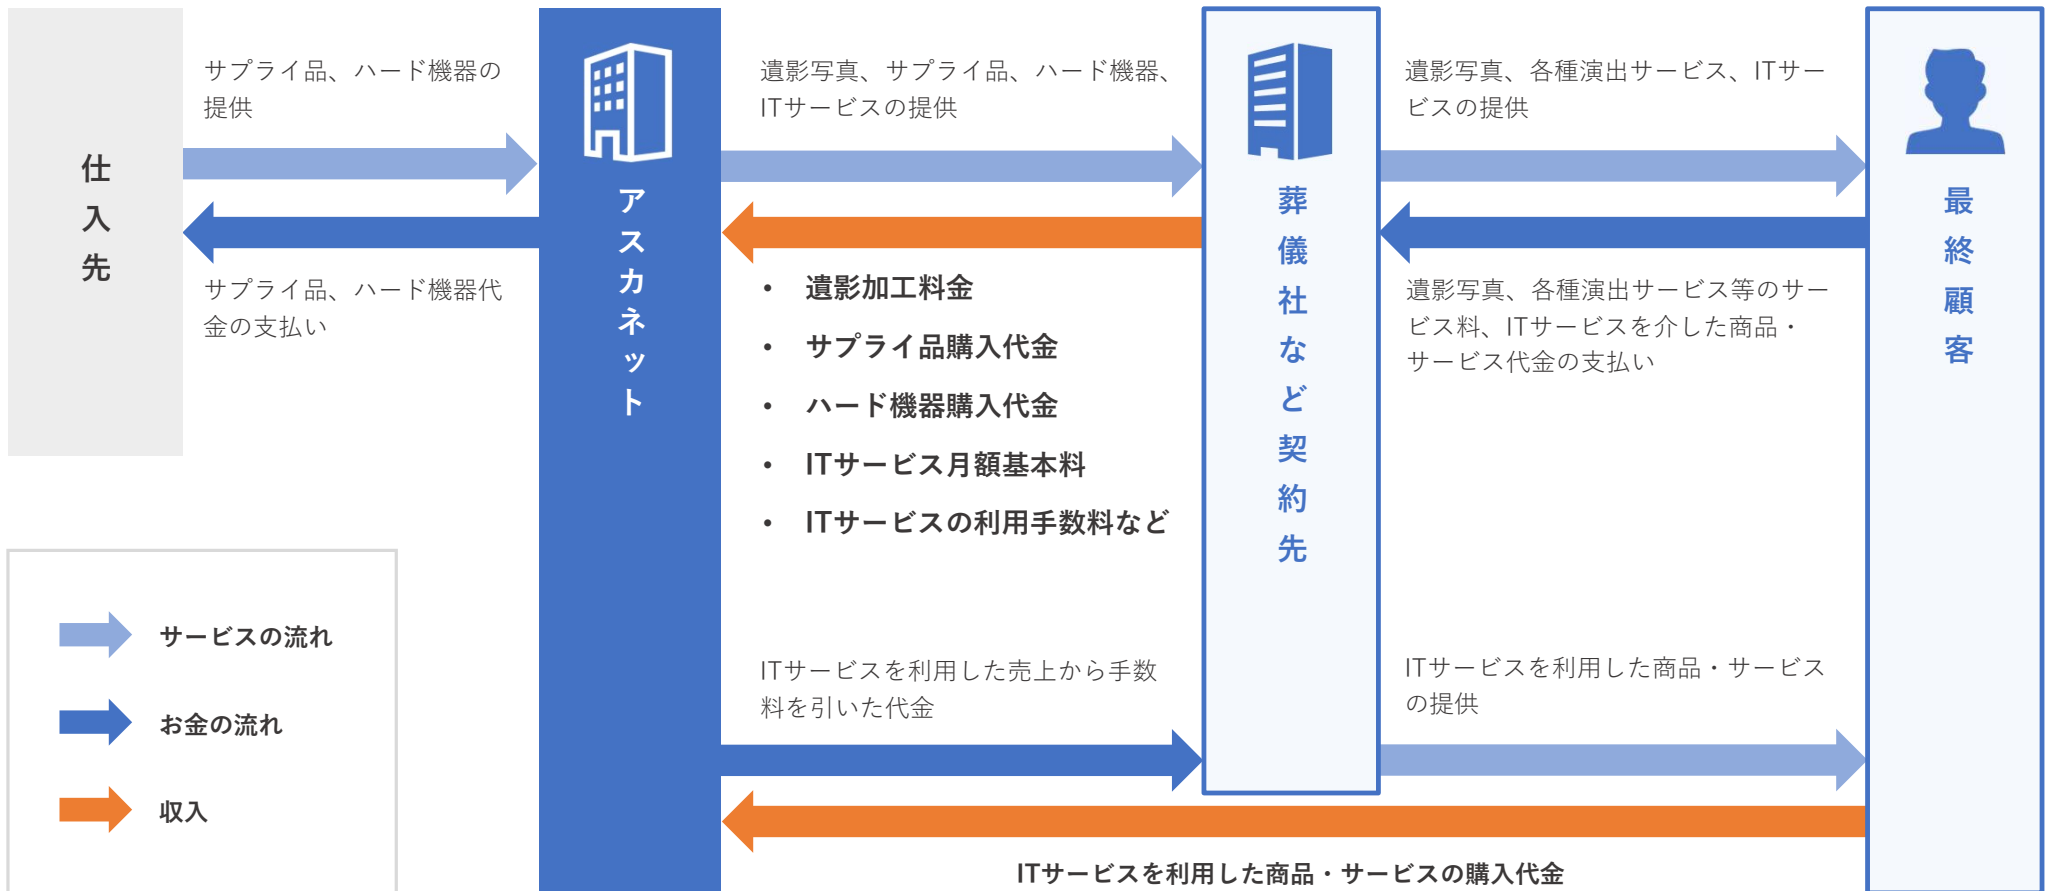 仕入先
サプライ品、ハード機器の
提供
サプライ品、ハード機器代
金の支払い
アスカネット
遺影写真、サプライ品、ハード機器、
ITサービスの提供
• 遺影加工料金
• サプライ品購入代金
• ハード機器購入代金
• ITサービス月額基本料
• ITサービスの利用手数料など
ITサービスを利用した売上から手数
料を引いた代金
葬儀社など契約先
遺影写真、各種演出サービス、ITサー
ビスの提供
遺影写真、各種演出サービス等のサー
ビス料、ITサービスを介した商品・
サービス代金の支払い
ITサービスを利用した商品・サービス
の提供
最終顧客
ITサービスを利用した商品・サービスの購入代金
サービスの流れ
お金の流れ
収入